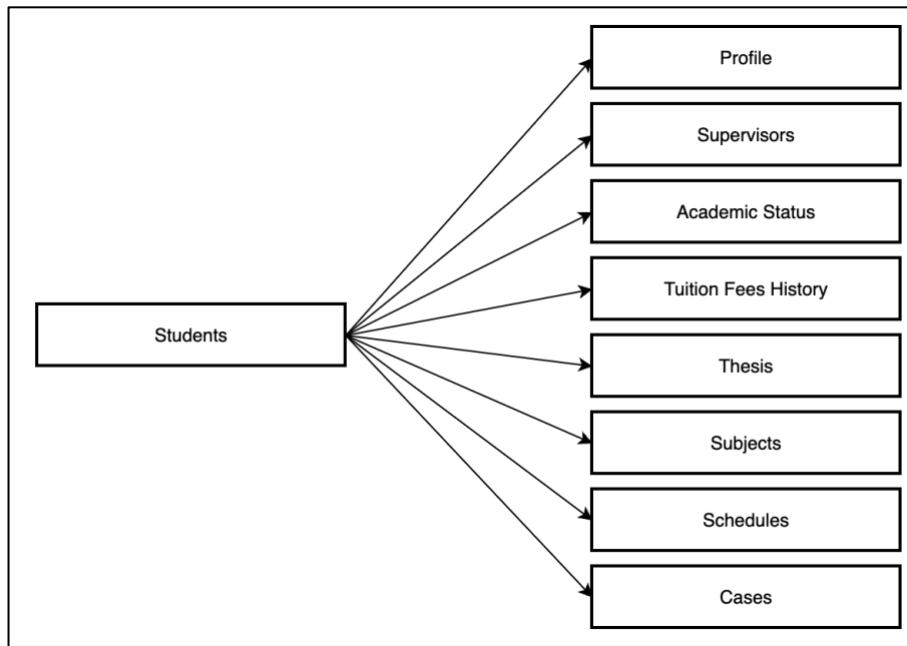 Profile
Supervisors
Academic Status
Tuition Fees History
Students
Thesis
Subjects
Schedules
Cases